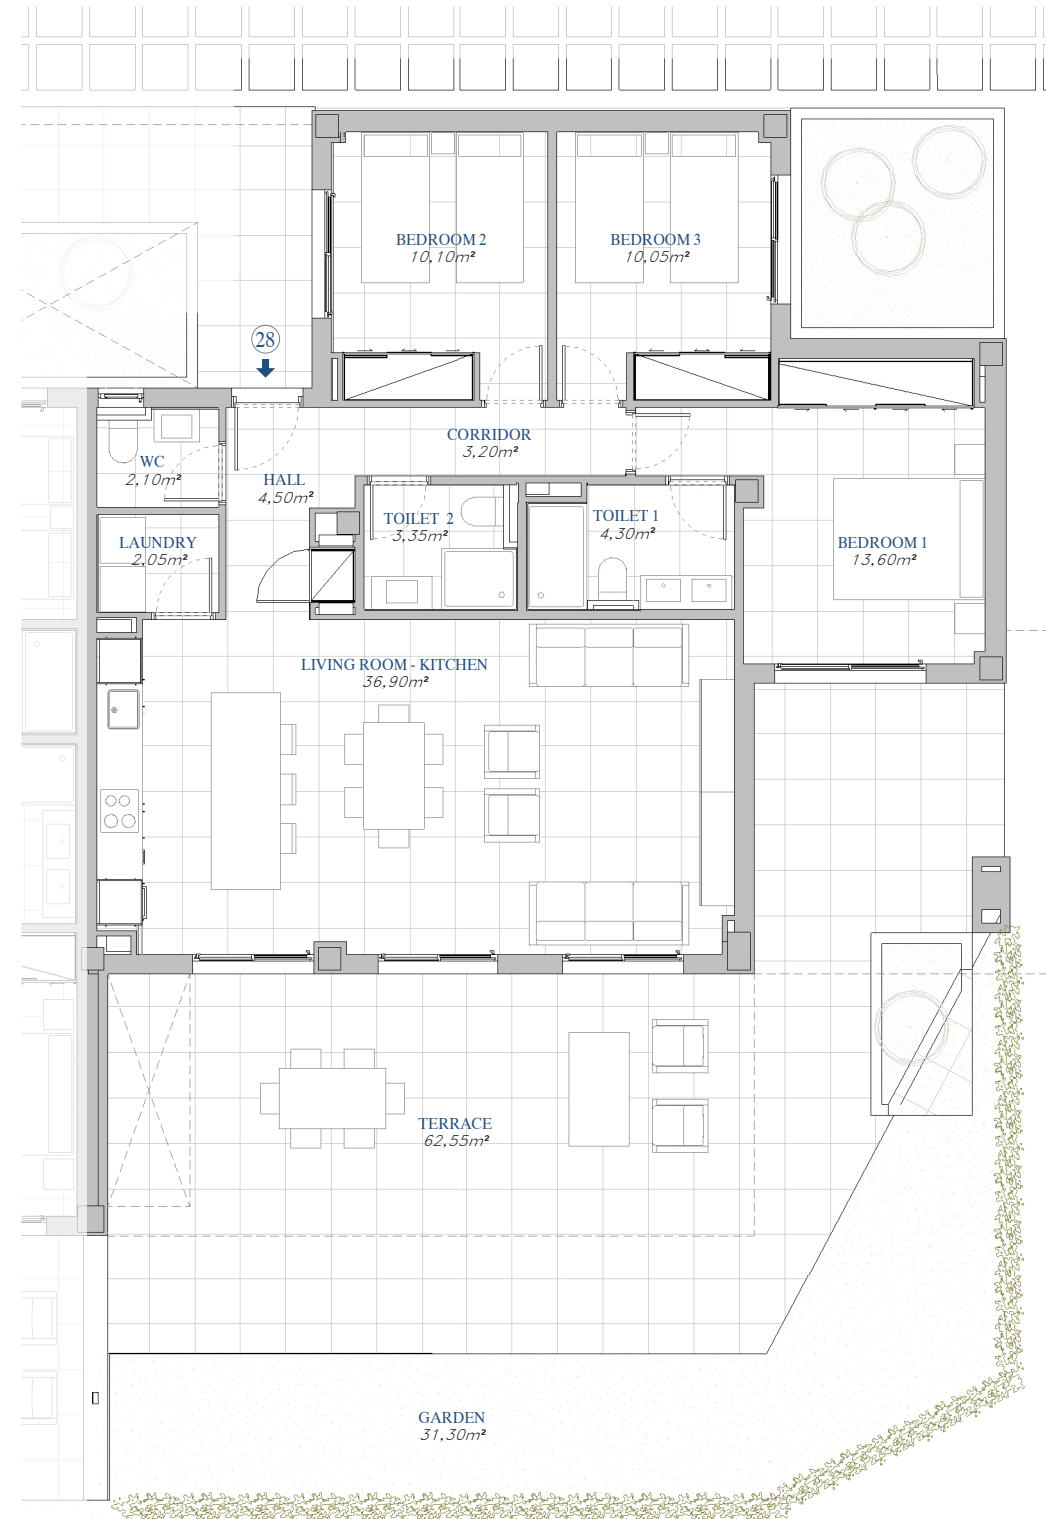 BEDROOM 2
10,10m²
BEDROOM 3
10,05m²
28
CORRIDOR
3,20m²
WC
2,10m²
HALL
4,50m²
TOILET 2
3,35m²
TOILET 1
4,30m²
LAUNDRY
2,05m²
BEDROOM 1
13,60m²
LIVING ROOM - KITCHEN
36,90m²
TERRACE
62,55m²
GARDEN
31,30m²